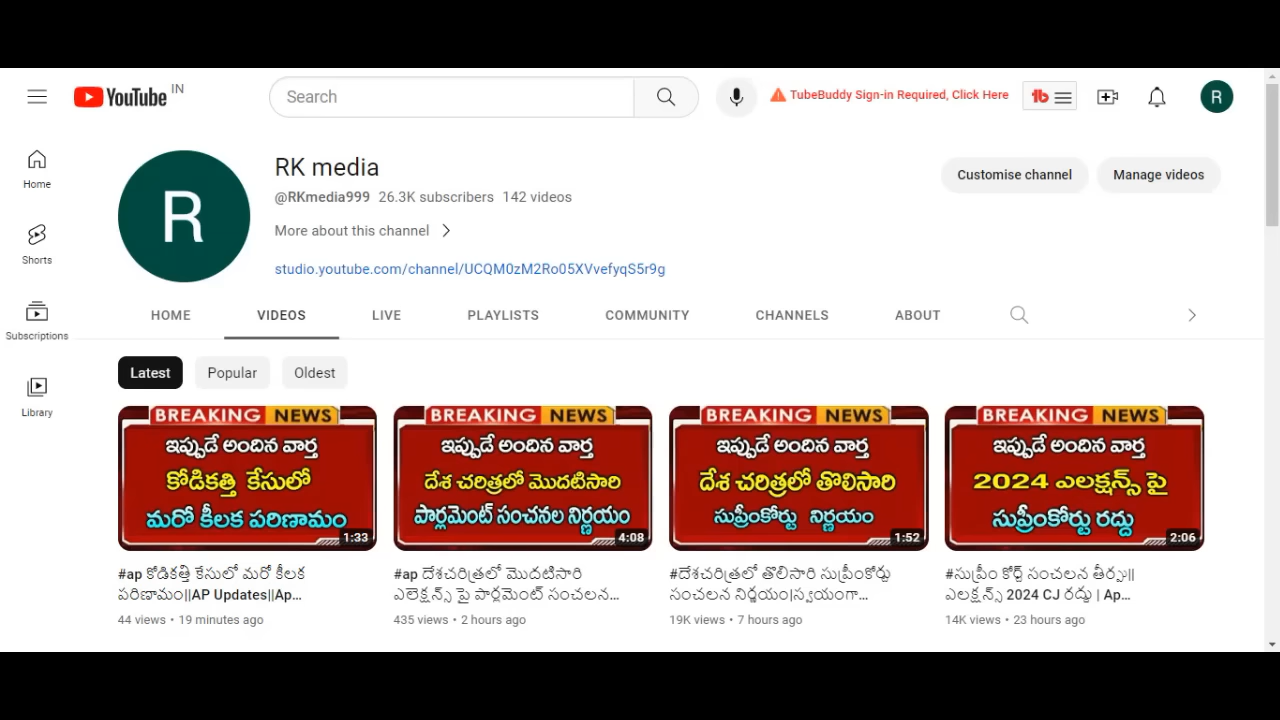 YouTube IN
Search
TubeBuddy Sign-in Required, Click Here
R
Home
Shorts
Subscriptions
Library
R
RK media
@RKmedia999 26.3K subscribers 142 videos
More about this channel
studio.youtube.com/channel/UCQM0zM2Ro05XVvefyqS5r9g
Customise channel
Manage videos
HOME VIDEOS LIVE PLAYLISTS COMMUNITY CHANNELS ABOUT
Latest Popular Oldest
BREAKING NEWS
ఇప్పుడే అందిన వార్త
కోడికత్తి కేసులో
మరో కీలక పరిణామం
1:33
#ap కోడికత్తి కేసులో మరో కీలక
పరిణామం||AP Updates||Ap...
44 views • 19 minutes ago
BREAKING NEWS
ఇప్పుడే అందిన వార్త
దేశ చరిత్రలో మొదటిసారి
పార్లమెంట్ సంచనల నిర్ణయం
4:08
#ap దేశచరిత్రలో మొదటిసారి
ఎలెక్షన్స్ పై పార్లమెంట్ సంచలన...
435 views • 2 hours ago
BREAKING NEWS
ఇప్పుడే అందిన వార్త
దేశ చరిత్రలో తొలిసారి
సుప్రీంకోర్టు నిర్ణయం
1:52
#దేశచరిత్రలో తొలిసారి సుప్రీంకోర్టు
సంచలన నిర్ణయం|స్వయంగా...
19K views • 7 hours ago
BREAKING NEWS
ఇప్పుడే అందిన వార్త
2024 ఎలక్షన్స్ పై
సుప్రీంకోర్టు రద్దు
2:06
#సుప్రీం కోర్ట్ సంచలన తీర్పు||
ఎలక్షన్స్ 2024 CJ రద్దు | Ap...
14K views • 23 hours ago